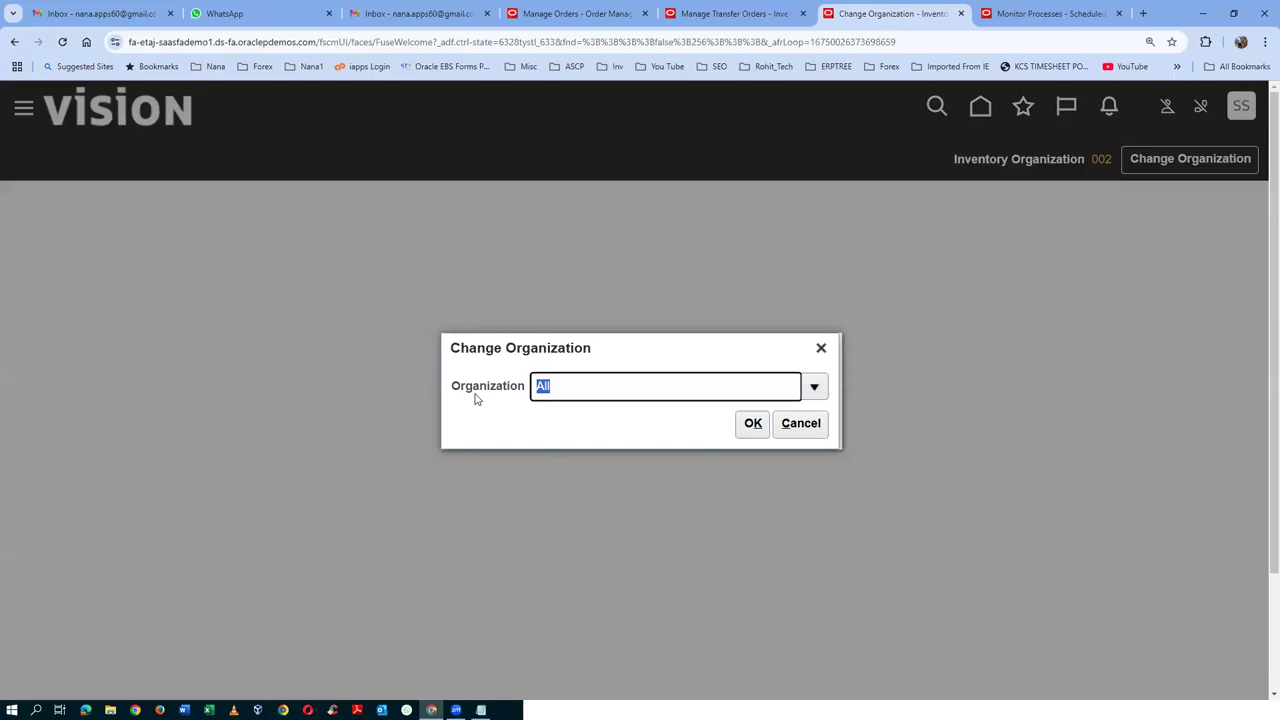 Inbox - nana.apps60@gmail.co
WhatsApp
Inbox - nana.apps60@gmail.co
Manage Orders - Order Manag
Manage Transfer Orders - Inver
Change Organization - Invento
Monitor Processes - Scheduled
fa-etaj-saasfademo1.ds-fa.oraclepdemos.com/fscmUI/faces/FuseWelcome?_adf.ctrl-state=6328tystl_633&fnd=%3B%3B%3B%3Bfalse%3B256%3B%3B%3B&_afrLoop=16750026373698659
Suggested Sites
Bookmarks
Nana
Forex
Nana1
iapps Login
Oracle EBS Forms P...
Misc
ASCP
Inv
You Tube
SEO
Rohit_Tech
ERPTREE
Forex
Imported From IE
KCS TIMESHEET PO...
YouTube
»
All Bookmarks
vision
SS
Inventory Organization 002
Change Organization
Change Organization
Organization All
OK
Cancel